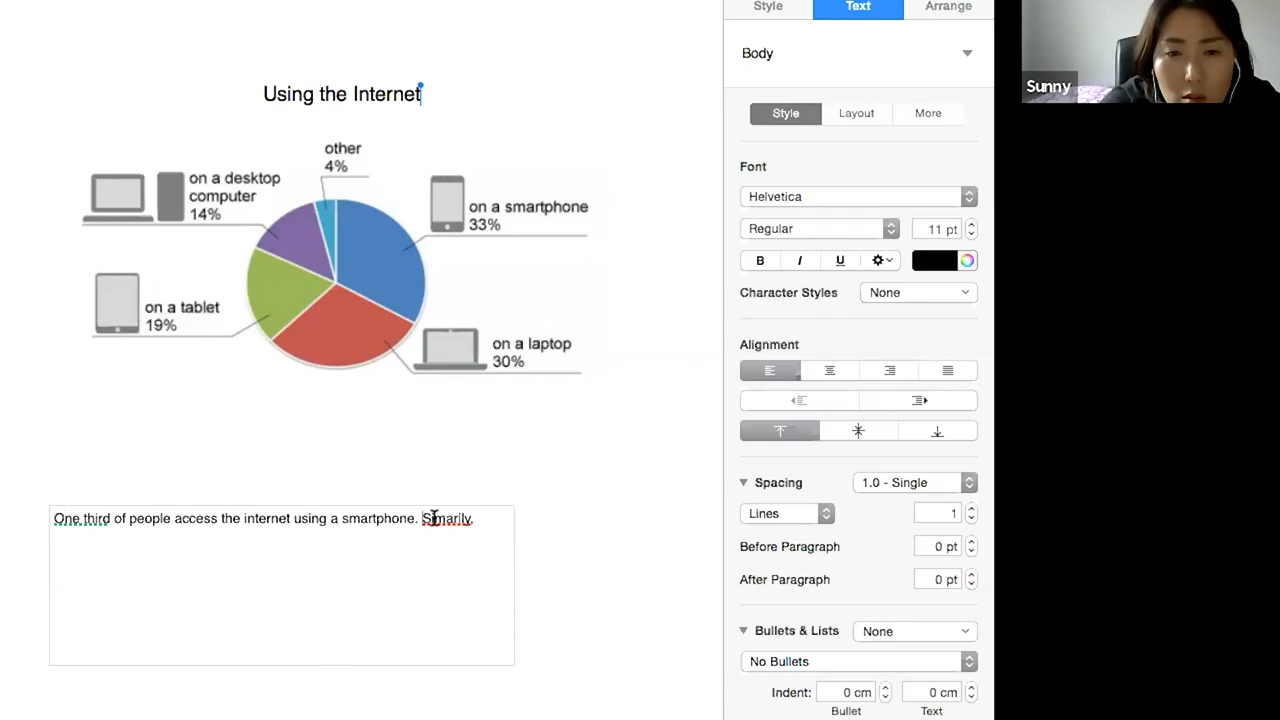 Style Text Arrange
Body
Sunny
Using the Internet
Style Layout More
other
4%
on a desktop
computer
14%
on a smartphone
33%
on a tablet
19%
on a laptop
30%
Font
Helvetica
Regular 11 pt
B I U
Character Styles None
Alignment
Spacing 1.0 - Single
Lines 1
Before Paragraph 0 pt
After Paragraph 0 pt
Bullets & Lists None
No Bullets
Indent: 0 cm 0 cm
Bullet Text
One third of people access the internet using a smartphone. Simarily,